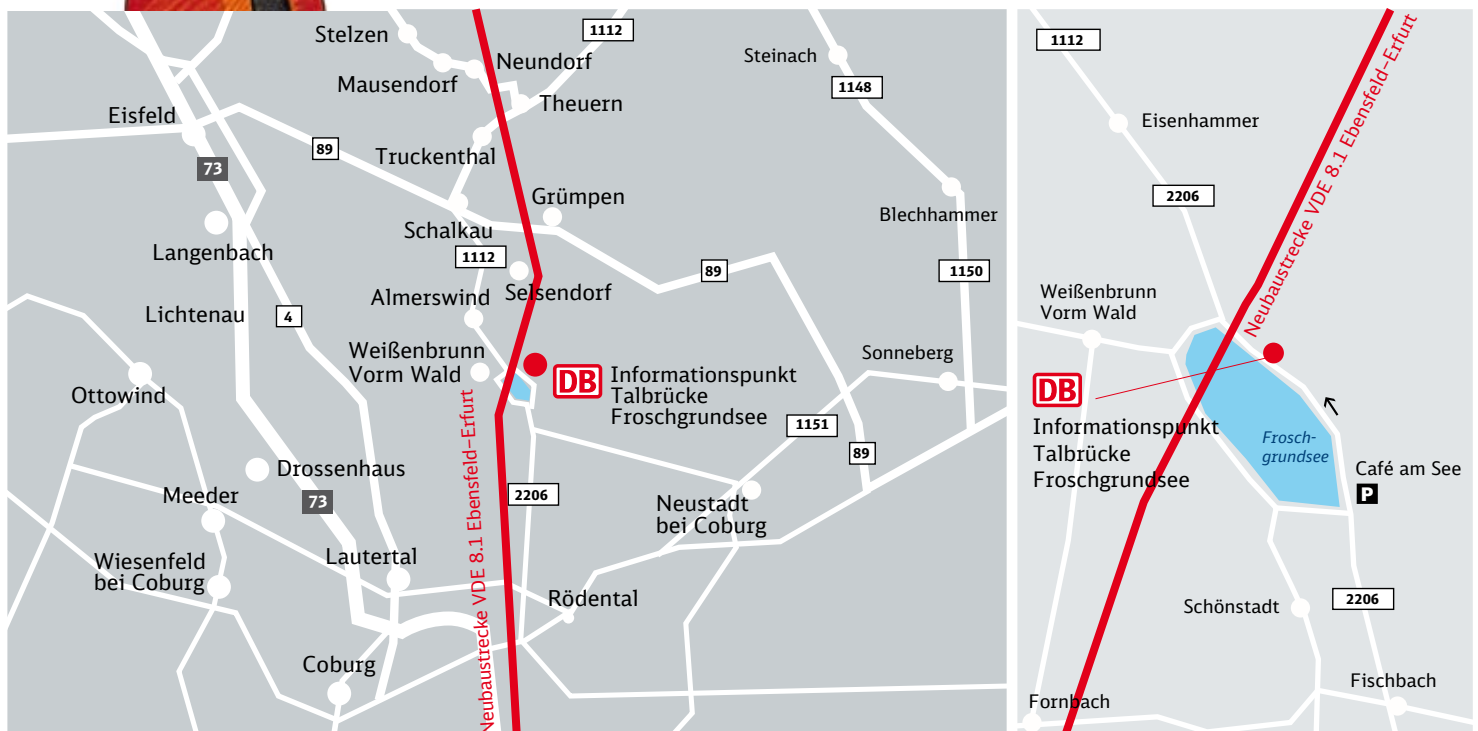 Stelzen
1112
Neundorf
Mausendorf
Theuern
Steinach
1148
Eisfeld
89
73
Truckenthal
Grümpen
Schalkau
Blechhammer
Langenbach
1112
Selsendorf
89
1150
Almerswind
Lichtenau
4
Weißenbrunn
Vorm Wald
DB
Informationspunkt
Talbrücke
Froschgrundsee
Sonneberg
Ottowind
1151
89
Drossenhaus
73
Meeder
2206
Neustadt
bei Coburg
Wiesenfeld
bei Coburg
Lautertal
Rödental
Coburg
Neubaustrecke VDE 8.1 Ebensfeld–Erfurt
1112
Eisenhammer
2206
Neubaustrecke VDE 8.1 Ebensfeld–Erfurt
Weißenbrunn
Vorm Wald
DB
Informationspunkt
Talbrücke
Froschgrundsee
Frosch-
grundsee
Café am See
P
Schönstadt
2206
Fischbach
Fornbach